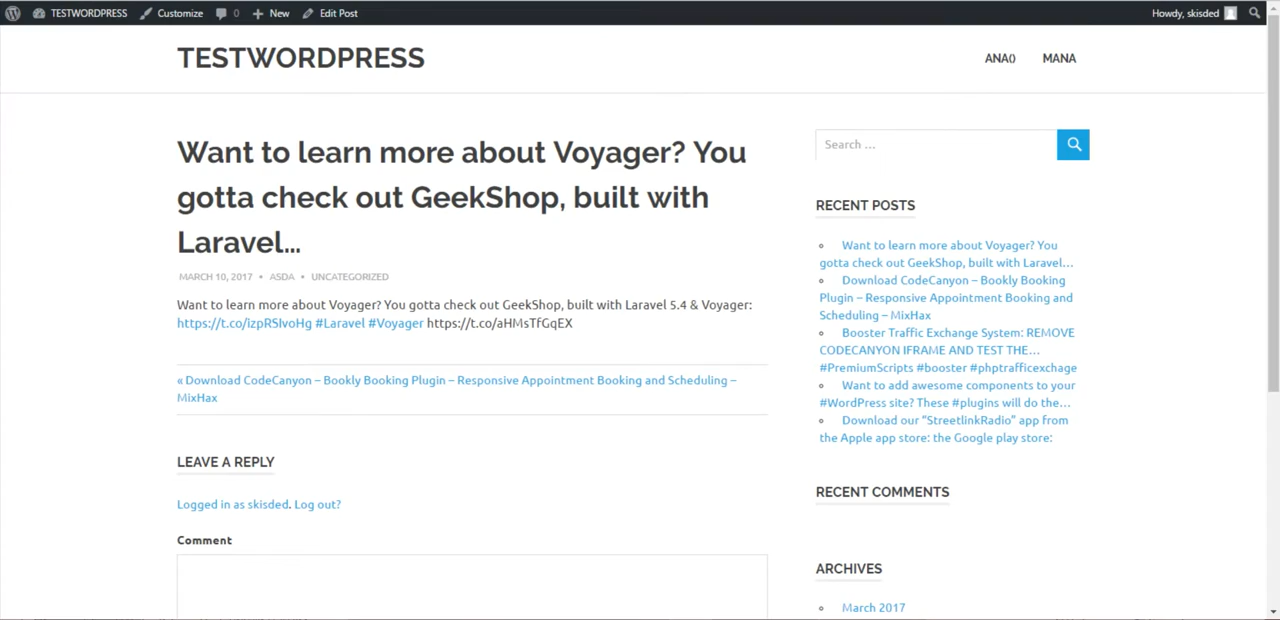 TESTWORDPRESS Customize 0 New Edit Post Howdy, skisded
TESTWORDPRESS
ANA() MANA
Want to learn more about Voyager? You
gotta check out GeekShop, built with
Laravel…
MARCH 10, 2017 • ASDA • UNCATEGORIZED
Want to learn more about Voyager? You gotta check out GeekShop, built with Laravel 5.4 & Voyager:
https://t.co/izpRSIvoHg #Laravel #Voyager https://t.co/aHMsTfGqEX
« Download CodeCanyon – Bookly Booking Plugin – Responsive Appointment Booking and Scheduling –
MixHax
LEAVE A REPLY
Logged in as skisded. Log out?
Comment
Search …
RECENT POSTS
Want to learn more about Voyager? You
gotta check out GeekShop, built with Laravel…
Download CodeCanyon – Bookly Booking
Plugin – Responsive Appointment Booking and
Scheduling – MixHax
Booster Traffic Exchange System: REMOVE
CODECANYON IFRAME AND TEST THE…
#PremiumScripts #booster #phptrafficexchage
Want to add awesome components to your
#WordPress site? These #plugins will do the…
Download our “StreetlinkRadio” app from
the Apple app store: the Google play store:
RECENT COMMENTS
ARCHIVES
March 2017